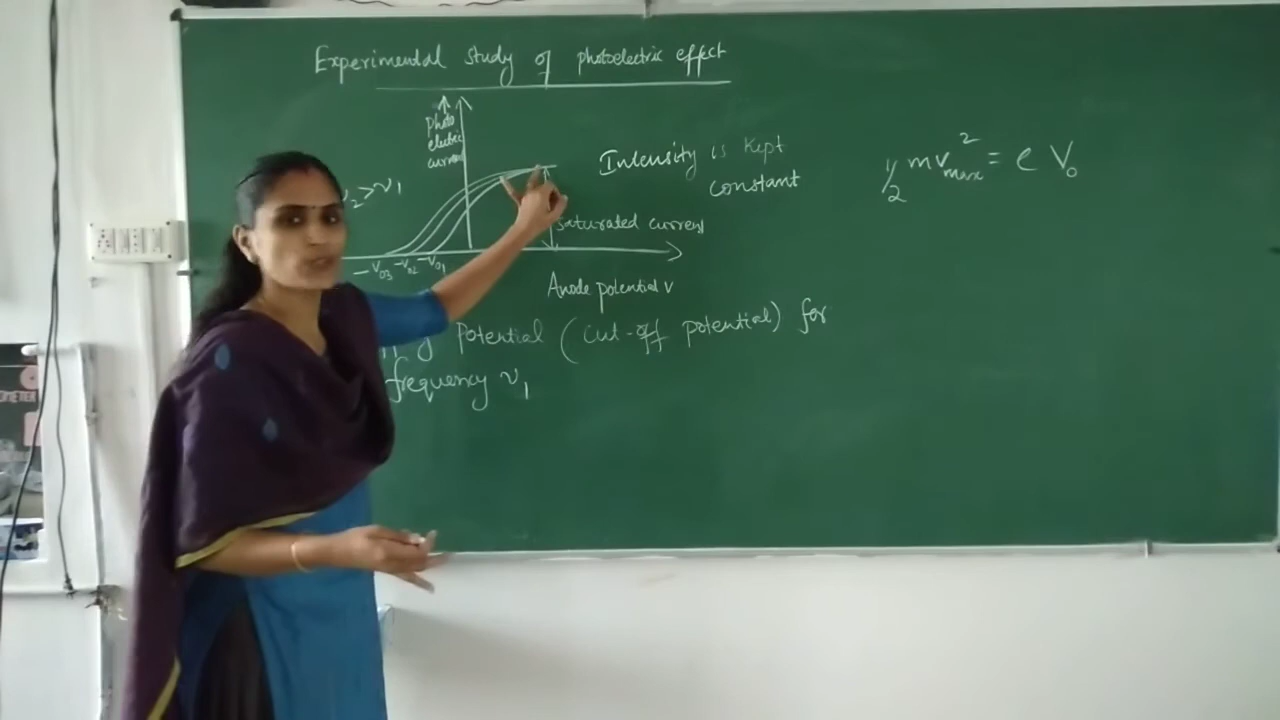 Experimental study of photoelectric effect
Photo
electric
current
Intensity is kept
constant
ν₂>ν₁
saturated current
-V₀₃ -V₀₂ -V₀₁
Anode potential V
potential (cut-off potential) for
frequency ν₁
½ mv²max = e V₀